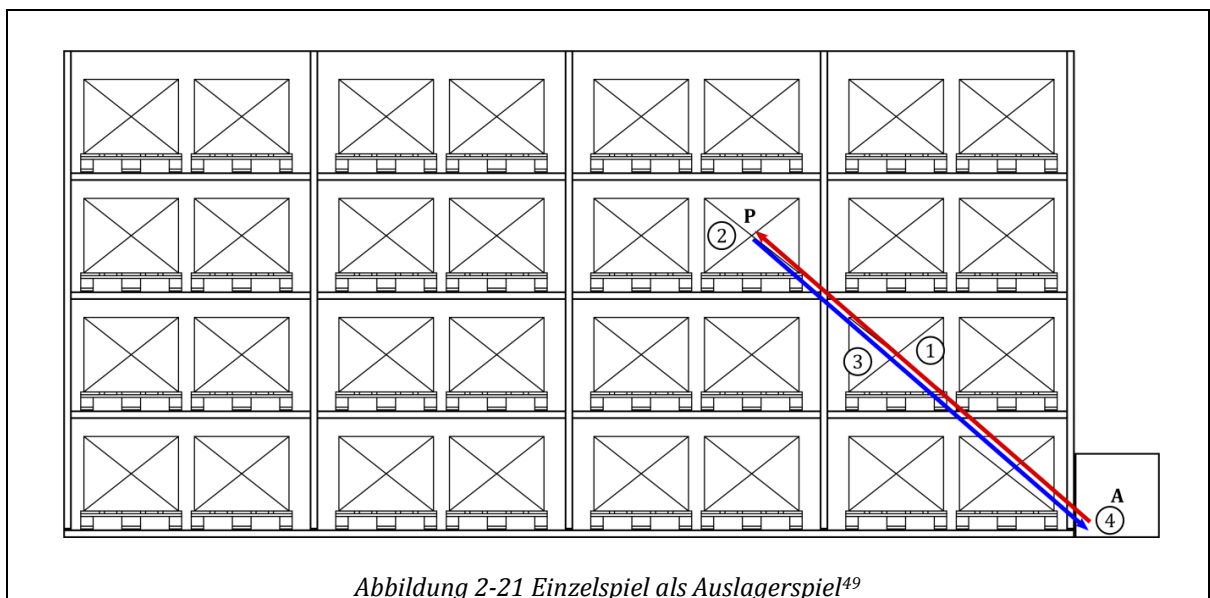 P
②
①
③
A
④
Abbildung 2-21 Einzelspiel als Auslagerspiel⁴⁹